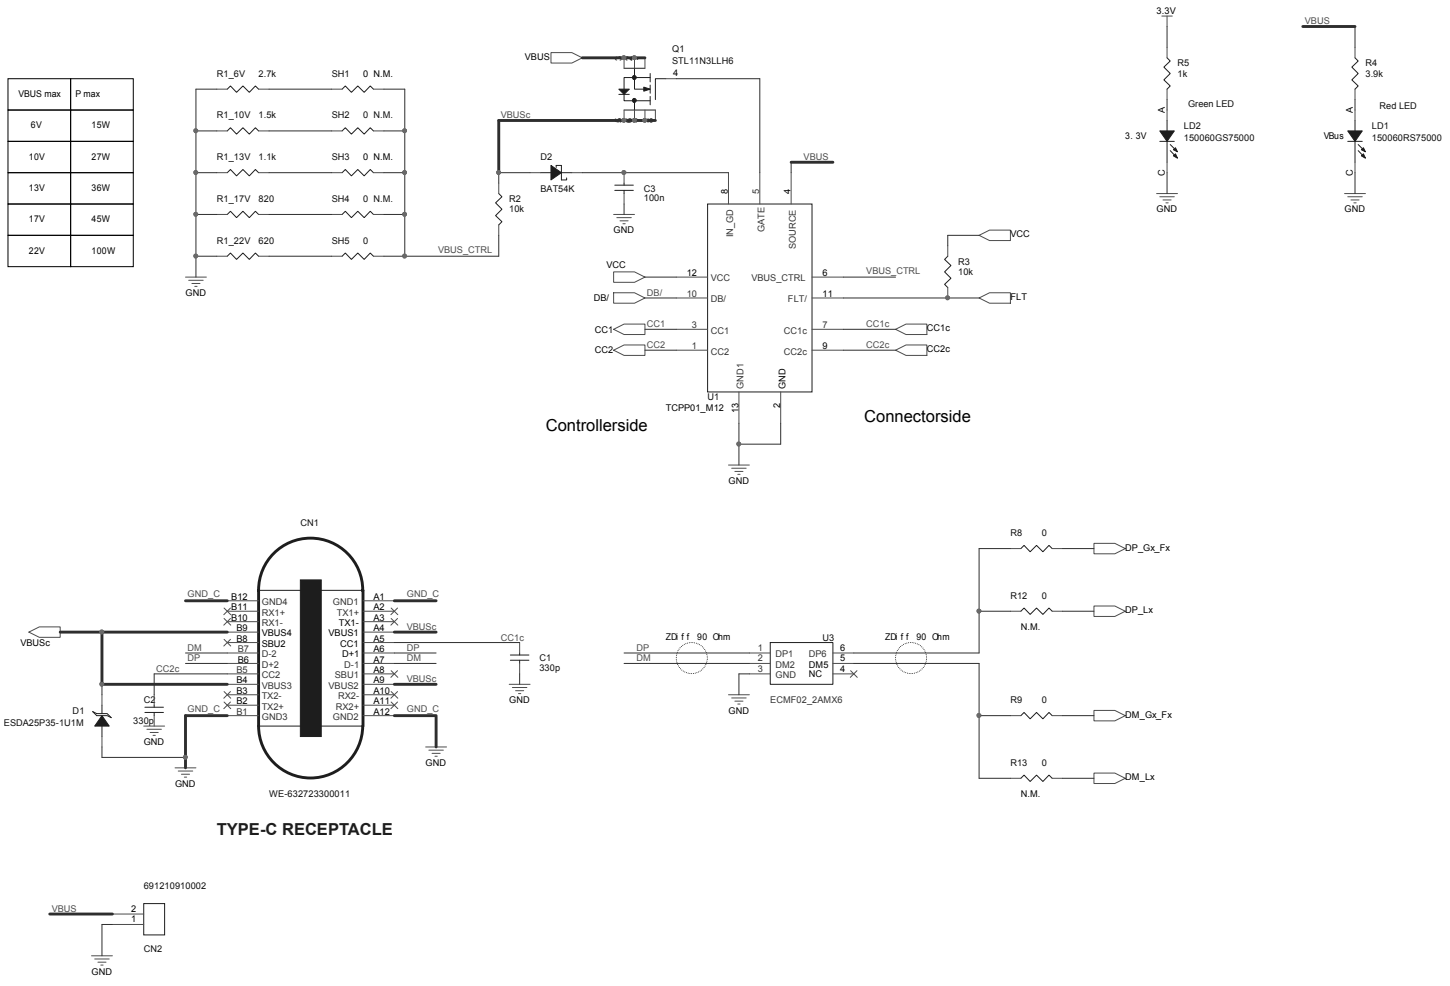 3.3V
R5
1k
A
Green LED
LD2
150060GS75000
3. 3V
C
GND
VBUS
R4
3.9k
A
Red LED
LD1
150060RS75000
VBus
C
GND
VBUS max P max
6V 15W
10V 27W
13V 36W
17V 45W
22V 100W
R1_6V 2.7k SH1 0 N.M.
R1_10V 1.5k SH2 0 N.M.
R1_13V 1.1k SH3 0 N.M.
R1_17V 820 SH4 0 N.M.
R1_22V 620 SH5 0
VBUS_CTRL
GND
VBUS
Q1
STL11N3LLH6
4
VBUSc
D2
BAT54K
R2
10k
C3
100n
GND
VBUS
8 5 4
IN_GD GATE SOURCE
VCC
12 VCC
DB/ DB/ 10 DB/
CC1 CC1 3 CC1
CC2 CC2 1 CC2
VBUS_CTRL 6 VBUS_CTRL
FLT/ 11 FLT
CC1c 7 CC1c CC1c
CC2c 9 CC2c CC2c
VCC
R3
10k
GND1 GND
U1
TCPP01_M12
13 2
GND
Controllerside
Connectorside
CN1
GND_C B12 GND4 GND1 A1 GND_C
B11 RX1+ TX1+ A2
B10 RX1- TX1- A3
B9 VBUS4 VBUS1 A4 VBUSc
B8 SBU2 CC1 A5 CC1c
DM B7 D-2 D+1 A6 DP
DP B6 D+2 D-1 A7 DM
CC2c B5 CC2 SBU1 A8
B4 VBUS3 VBUS2 A9 VBUSc
B3 TX2- RX2- A10
B2 TX2+ RX2+ A11
GND_C B1 GND3 GND2 A12 GND_C
VBUSc
C1
330p
GND
C2
330p
GND
D1
ESDA25P35-1U1M
GND
GND
WE-632723300011
TYPE-C RECEPTACLE
ZDiff 90 Ohm
DP
DM
1 DP1
2 DM2
3 GND
U3
DP6 6
DM5 5
NC 4
ECMF02_2AMX6
GND
ZDiff 90 Ohm
R8 0
DP_Gx_Fx
R12 0
DP_Lx
N.M.
R9 0
DM_Gx_Fx
R13 0
DM_Lx
N.M.
691210910002
VBUS 2
1
CN2
GND